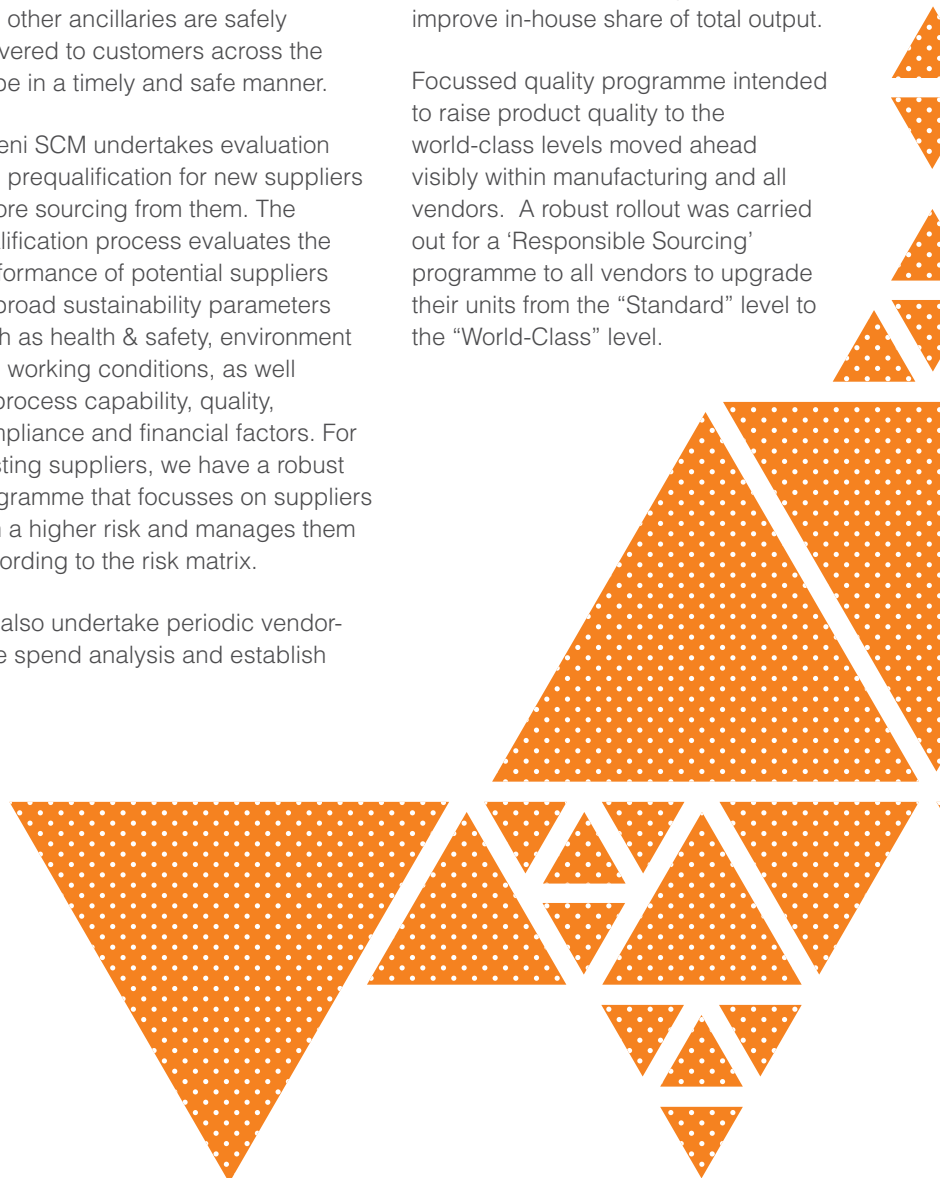 other ancillaries are safely
vered to customers across the
be in a timely and safe manner.
eni SCM undertakes evaluation
prequalification for new suppliers
ore sourcing from them. The
lification process evaluates the
formance of potential suppliers
broad sustainability parameters
h as health & safety, environment
working conditions, as well
process capability, quality,
mpliance and financial factors. For
sting suppliers, we have a robust
gramme that focusses on suppliers
a higher risk and manages them
ording to the risk matrix.
also undertake periodic vendor-
e spend analysis and establish
improve in-house share of total output.
Focussed quality programme intended
to raise product quality to the
world-class levels moved ahead
visibly within manufacturing and all
vendors. A robust rollout was carried
out for a ‘Responsible Sourcing’
programme to all vendors to upgrade
their units from the “Standard” level to
the “World-Class” level.